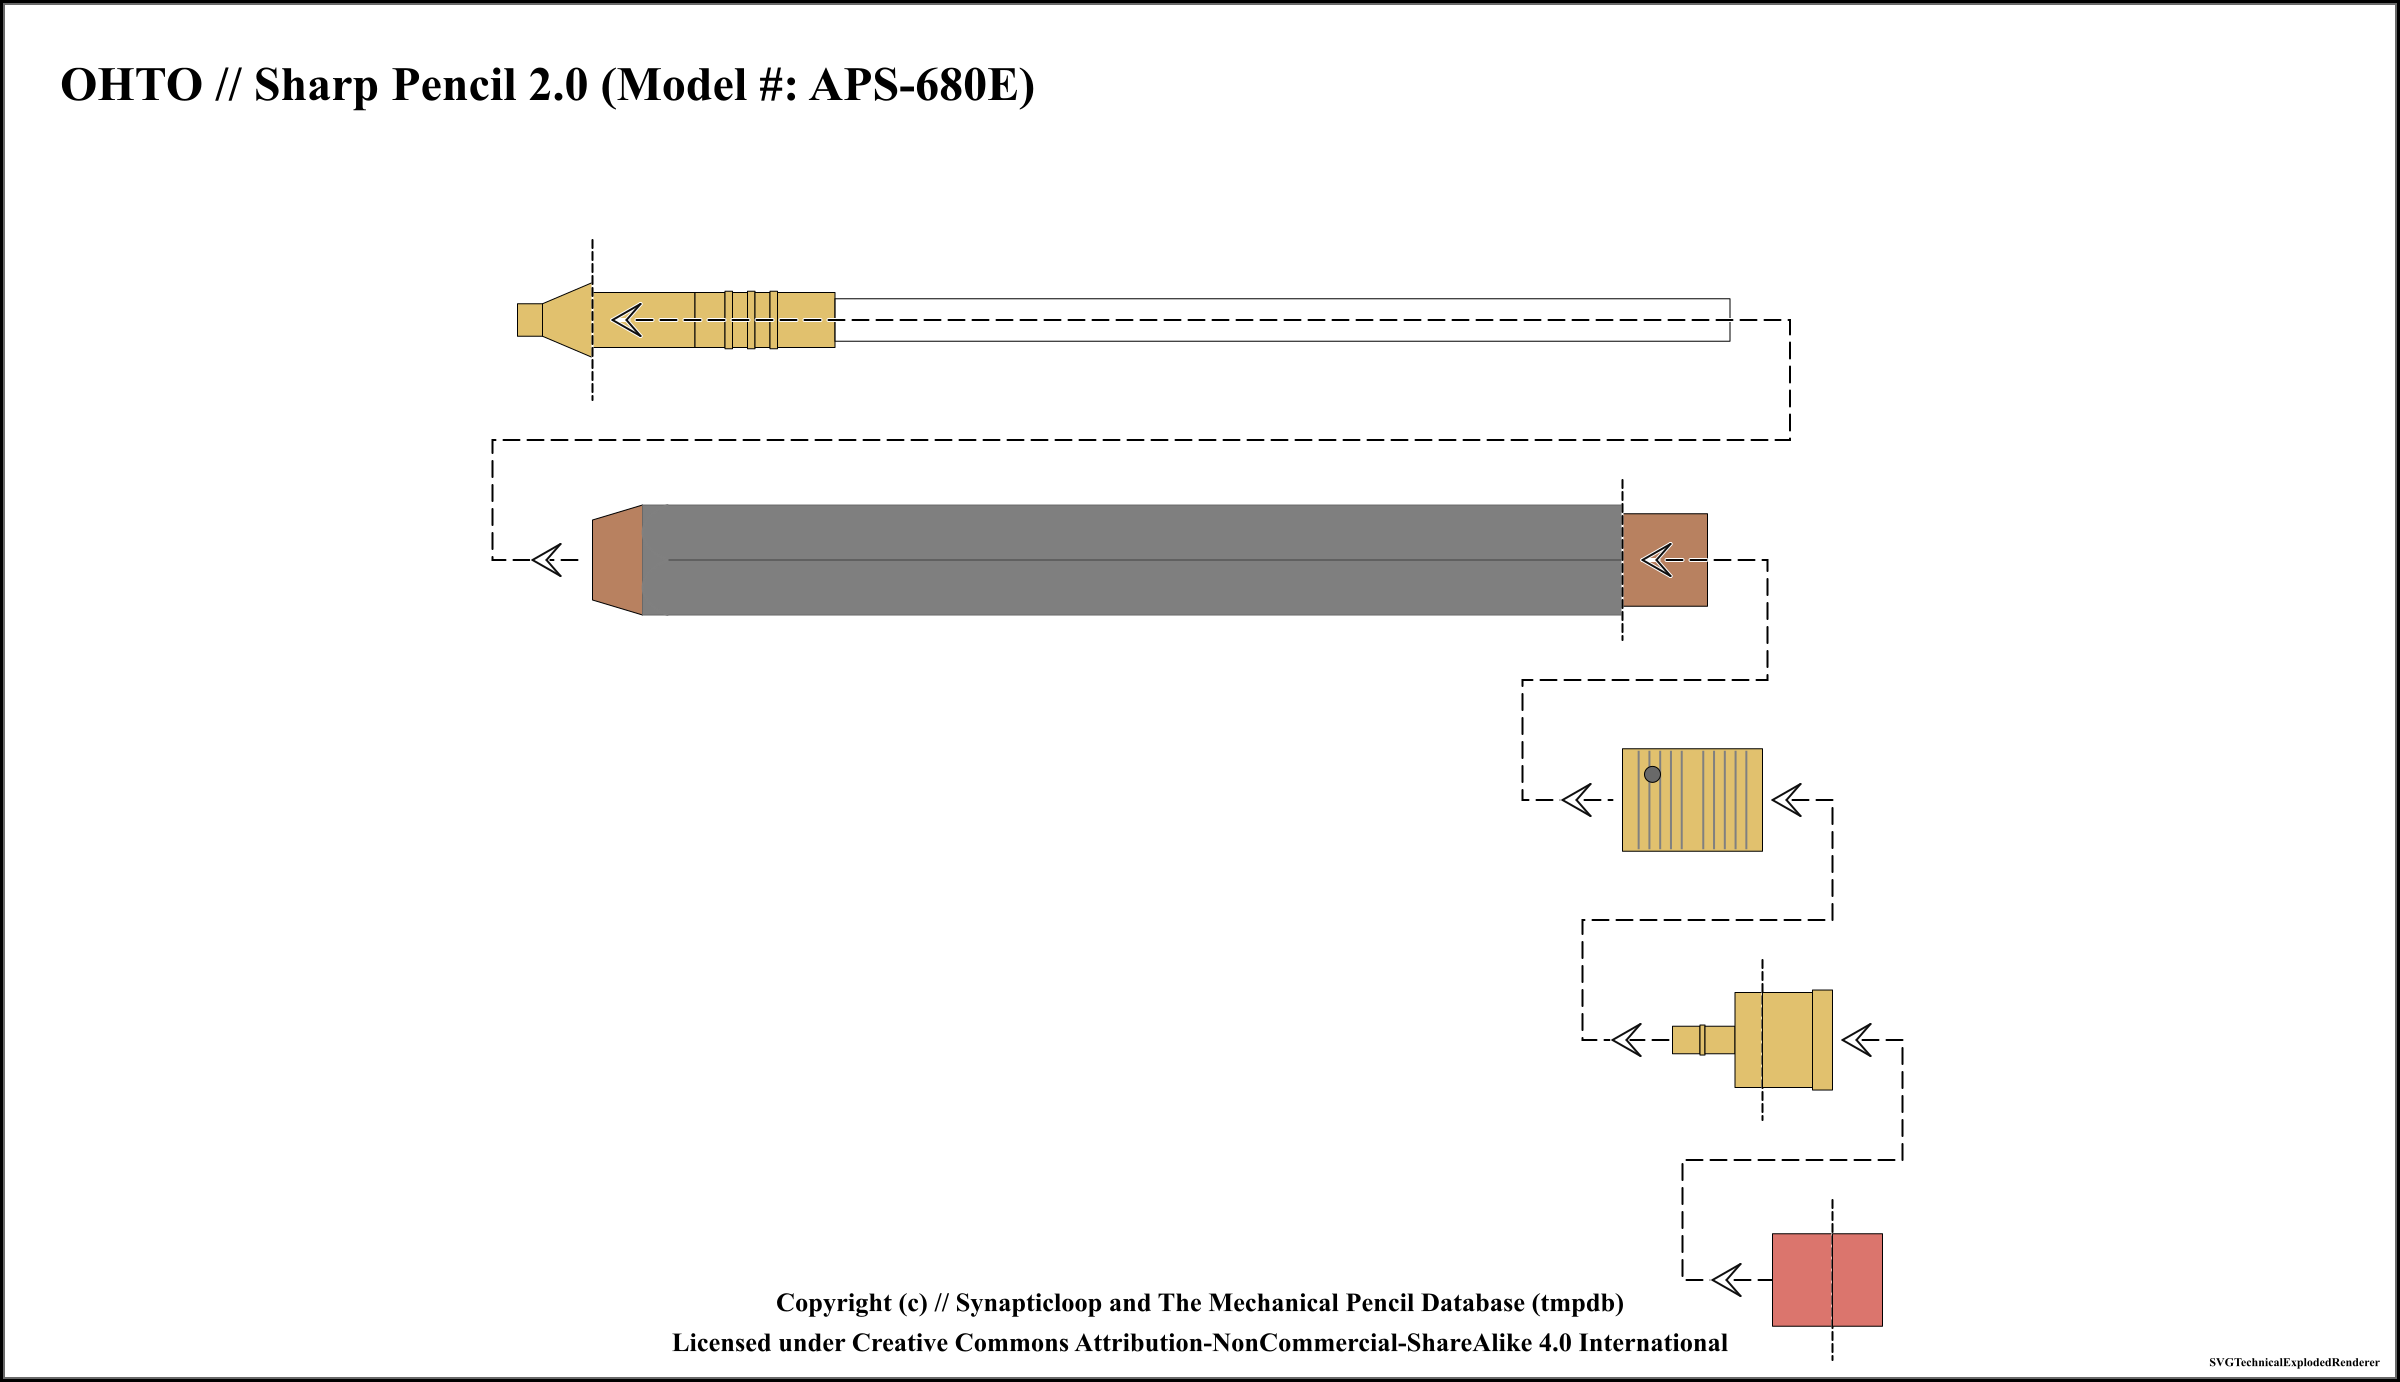 OHTO // Sharp Pencil 2.0 (Model #: APS-680E)
Copyright (c) // Synapticloop and The Mechanical Pencil Database (tmpdb)
Licensed under Creative Commons Attribution-NonCommercial-ShareAlike 4.0 International
SVGTechnicalExplodedRenderer